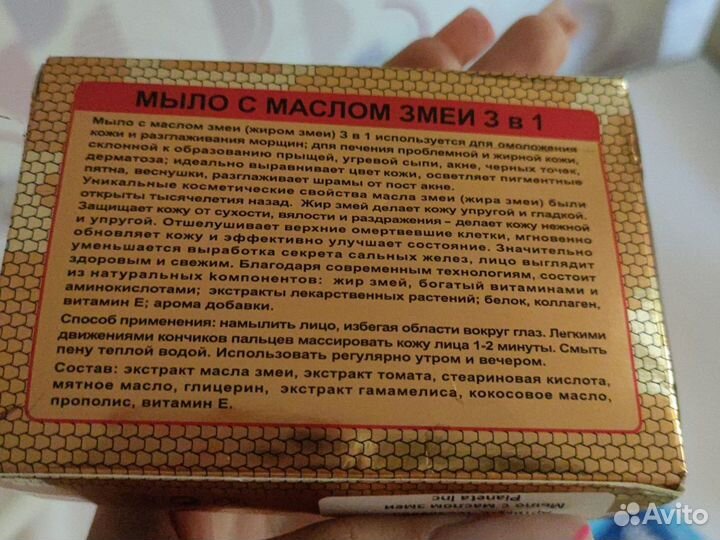 МЫЛО С МАСЛОМ ЗМЕИ 3 в 1
Мыло с маслом змеи (жиром змеи) 3 в 1 используется для омоложения
кожи и разглаживания морщин; для лечения проблемной и жирной кожи,
склонной к образованию прыщей, угревой сыпи, акне, черных точек,
дерматоза; идеально выравнивает цвет кожи, осветляет пигментные
пятна, веснушки, разглаживает шрамы от пост акне.
Уникальные косметические свойства масла змеи (жира змеи) были
открыты тысячелетия назад. Жир змей делает кожу упругой и гладкой.
Защищает кожу от сухости, вялости и раздражения – делает кожу нежной
и упругой. Отшелушивает верхние омертвевшие клетки, мгновенно
обновляет кожу и эффективно улучшает состояние. Значительно
уменьшается выработка секрета сальных желез, лицо выглядит
здоровым и свежим. Благодаря современным технологиям, состоит
из натуральных компонентов: жир змей, богатый витаминами и
аминокислотами; экстракты лекарственных растений; белок, коллаген,
витамин Е; арома добавки.
Способ применения: намылить лицо, избегая области вокруг глаз. Легкими
движениями кончиков пальцев массировать кожу лица 1-2 минуты. Смыть
пену теплой водой. Использовать регулярно утром и вечером.
Состав: экстракт масла змеи, экстракт томата, стеариновая кислота,
мятное масло, глицерин, экстракт гамамелиса, кокосовое масло,
прополис, витамин Е.
Мыло с маслом змеи
Planeta Inc
Avito